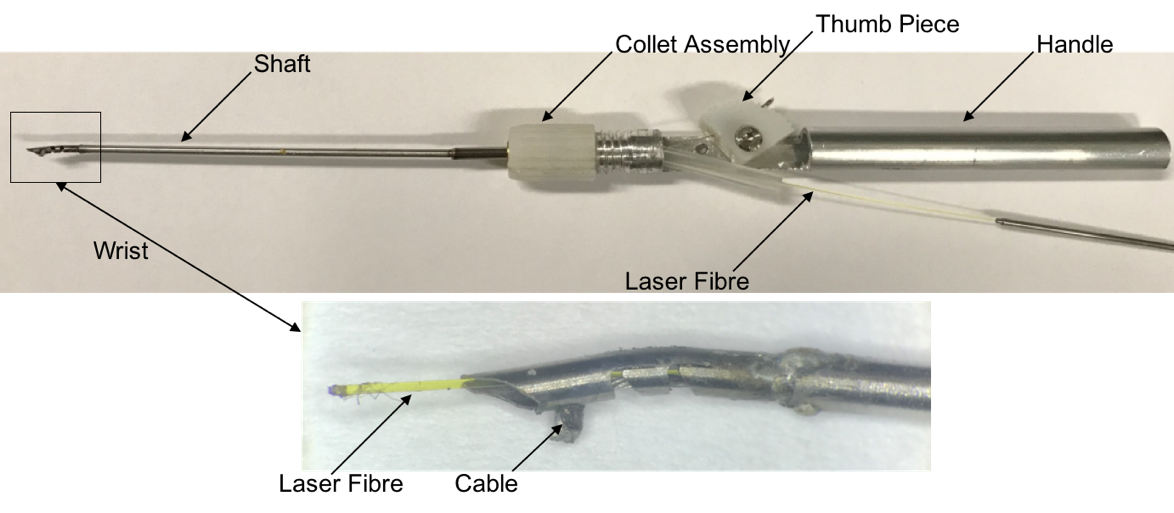 Thumb Piece
Collet Assembly
Handle
Shaft
Wrist
Laser Fibre
Laser Fibre
Cable